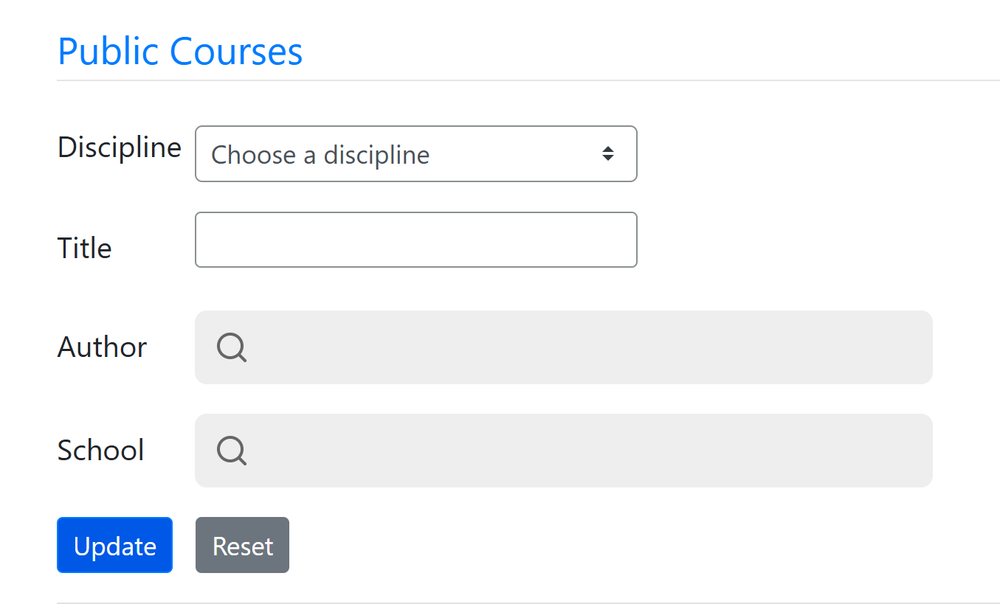 Public Courses
Discipline Choose a discipline
Title
Author
School
Update Reset